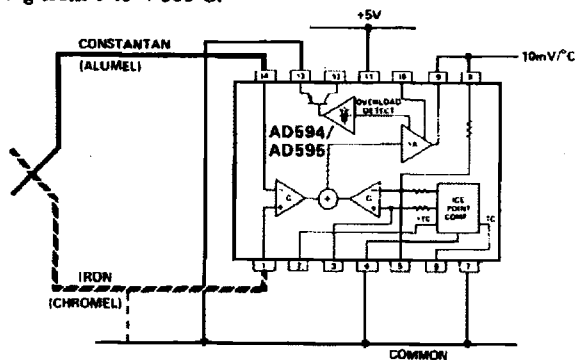 +5V
CONSTANTAN
(ALUMEL)
10mV/°C
14 13 12 11 10 9 8
OVERLOAD
DETECT
AD594/
AD595
+A
G
+
G
ICE
POINT
COMP
+TC
-TC
1 2 3 4 5 6 7
IRON
(CHROMEL)
COMMON